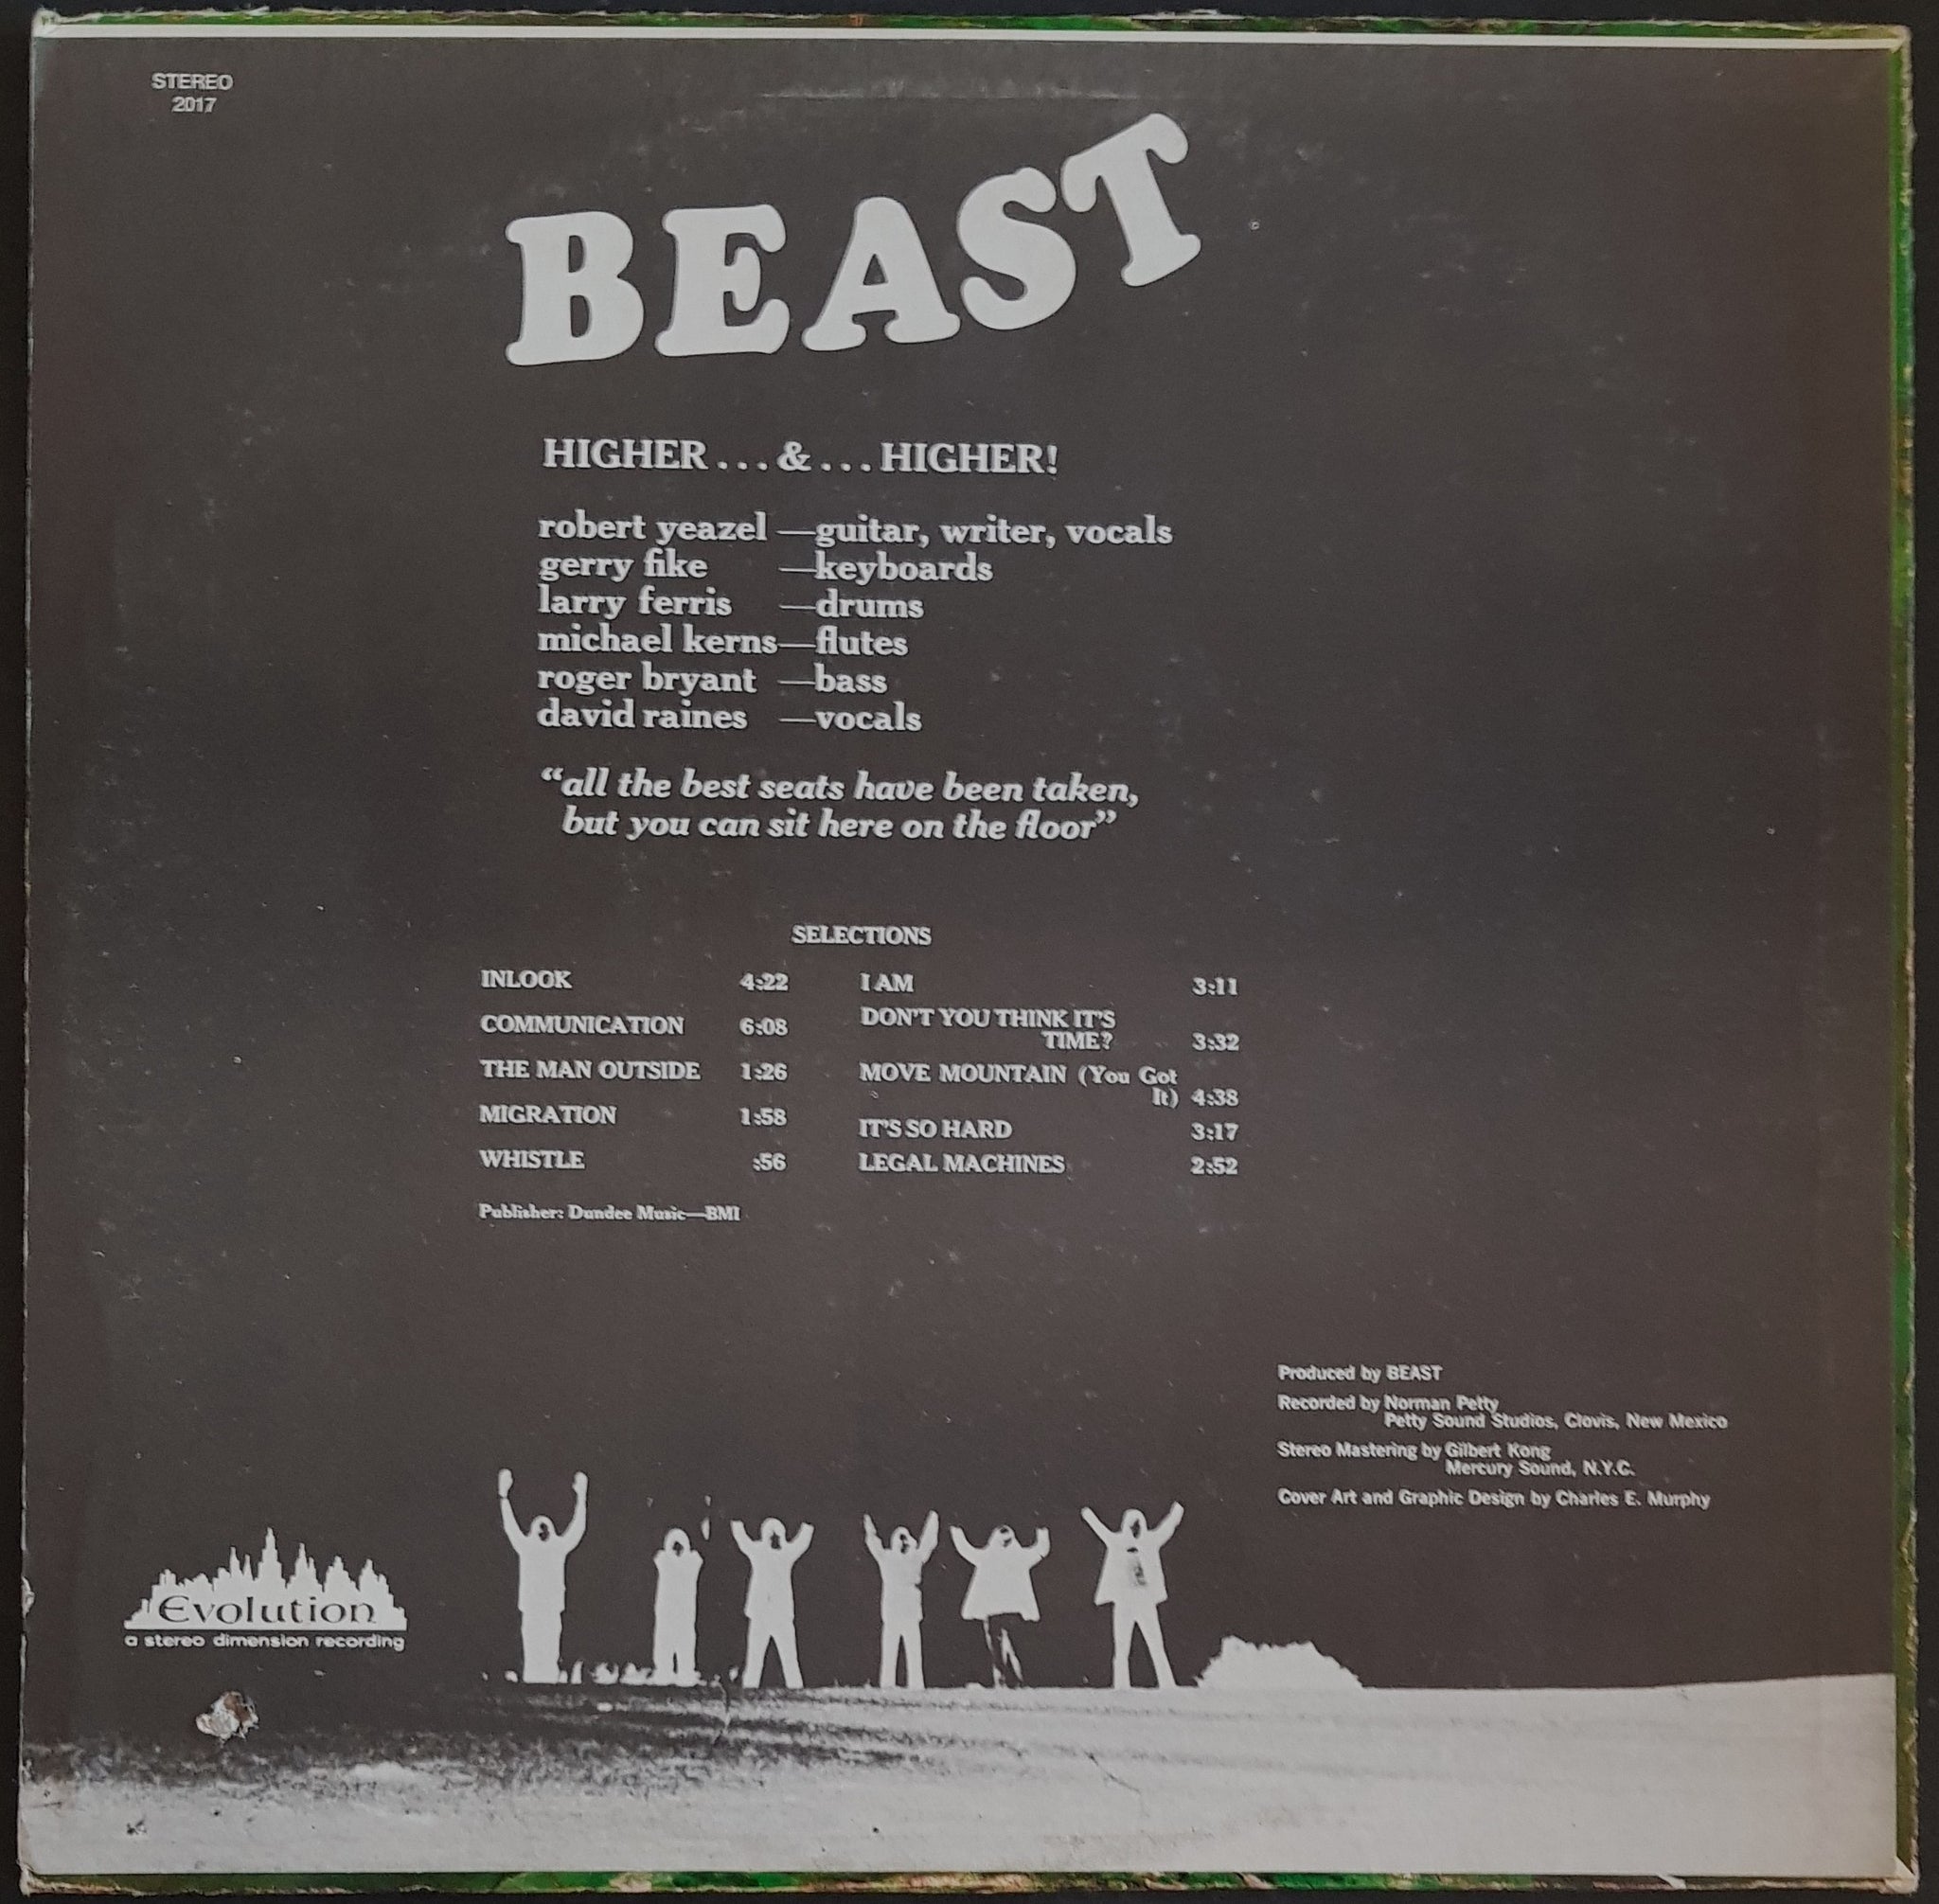 STEREO
2017
BEAST
HIGHER...&...HIGHER!
robert yeazel —guitar, writer, vocals
gerry fike —keyboards
larry ferris —drums
michael kerns—flutes
roger bryant —bass
david raines —vocals
“all the best seats have been taken,
but you can sit here on the floor”
SELECTIONS
INLOOK 4:22
COMMUNICATION 6:08
THE MAN OUTSIDE 1:26
MIGRATION 1:58
WHISTLE :56
I AM 3:11
DON'T YOU THINK IT'S
TIME? 3:32
MOVE MOUNTAIN (You Got
It) 4:38
IT'S SO HARD 3:17
LEGAL MACHINES 2:52
Publisher: Dundee Music—BMI
Produced by BEAST
Recorded by Norman Petty
Petty Sound Studios, Clovis, New Mexico
Stereo Mastering by Gilbert Kong
Mercury Sound, N.Y.C.
Cover Art and Graphic Design by Charles E. Murphy
Evolution
a stereo dimension recording